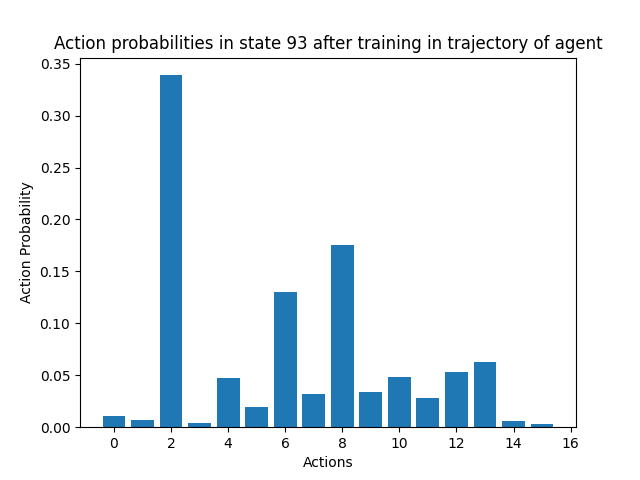 Action probabilities in state 93 after training in trajectory of agent
0.35
0.30
0.25
0.20
0.15
0.10
0.05
0.00
Action Probability
0 2 4 6 8 10 12 14 16
Actions